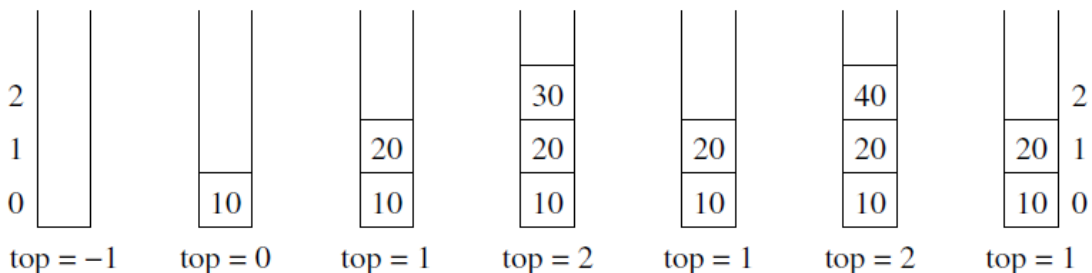 30 40
2 2
20 20 20 20 20
1 1
10 10 10 10 10 10
0 0
top = −1 top = 0 top = 1 top = 2 top = 1 top = 2 top = 1